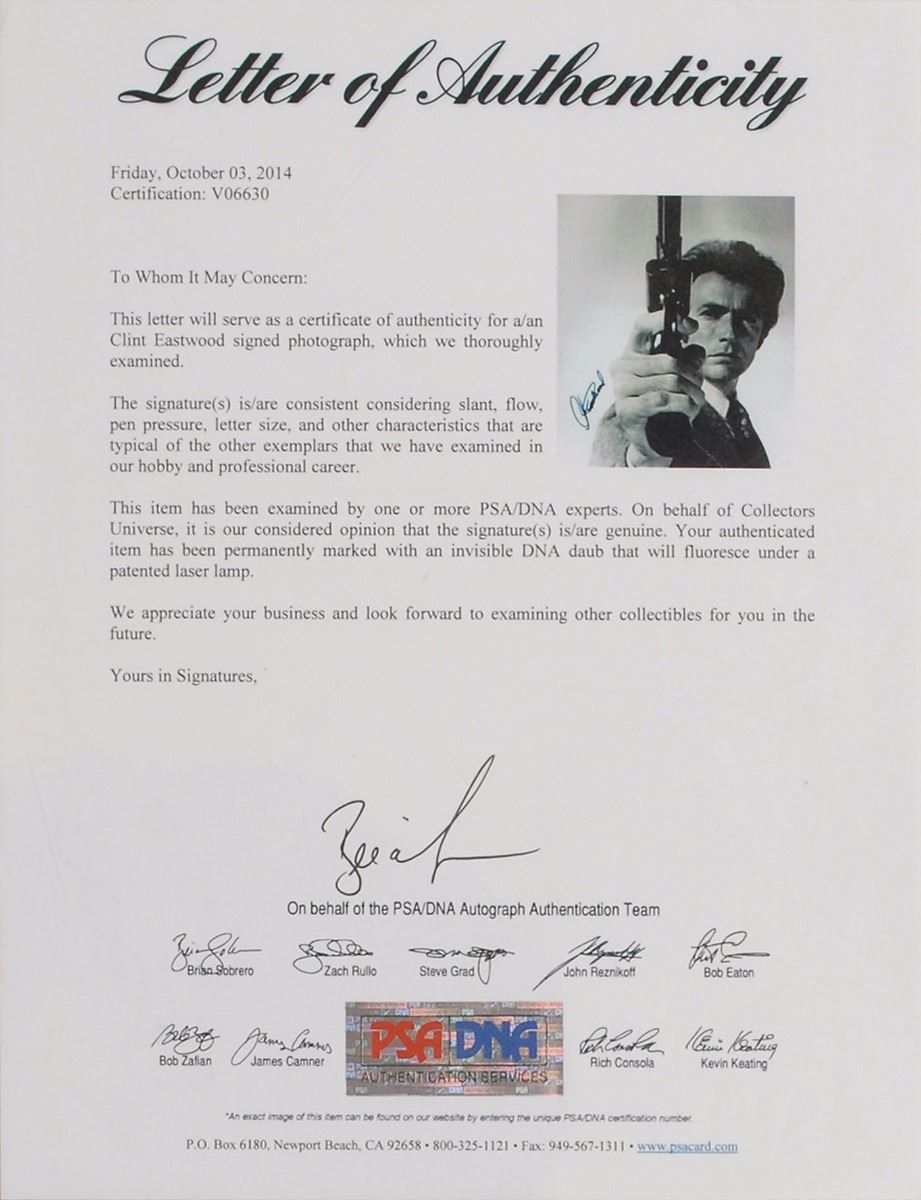 Letter of Authenticity
Friday, October 03, 2014
Certification: V06630
To Whom It May Concern:
This letter will serve as a certificate of authenticity for a/an
Clint Eastwood signed photograph, which we thoroughly
examined.
The signature(s) is/are consistent considering slant, flow,
pen pressure, letter size, and other characteristics that are
typical of the other exemplars that we have examined in
our hobby and professional career.
This item has been examined by one or more PSA/DNA experts. On behalf of Collectors
Universe, it is our considered opinion that the signature(s) is/are genuine. Your authenticated
item has been permanently marked with an invisible DNA daub that will fluoresce under a
patented laser lamp.
We appreciate your business and look forward to examining other collectibles for you in the
future.
Yours in Signatures,
On behalf of the PSA/DNA Autograph Authentication Team
Brian Sobrero Zach Rullo Steve Grad John Reznikoff Bob Eaton
James Camner Kevin Keating
Bob Zafian James Camner Rich Consola Kevin Keating
PSA DNA
AUTHENTICATION SERVICES
*An exact image of this item can be found on our website by entering the unique PSA/DNA certification number.
P.O. Box 6180, Newport Beach, CA 92658 • 800-325-1121 • Fax: 949-567-1311 • www.psacard.com